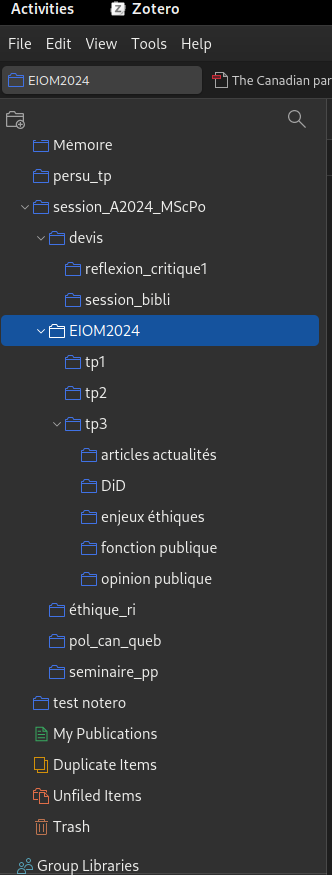 Activities Zotero
File Edit View Tools Help
EIOM2024 The Canadian par
Mémoire
persu_tp
session_A2024_MScPo
devis
reflexion_critique1
session_bibli
EIOM2024
tp1
tp2
tp3
articles actualités
DiD
enjeux éthiques
fonction publique
opinion publique
éthique_ri
pol_can_queb
seminaire_pp
test notero
My Publications
Duplicate Items
Unfiled Items
Trash
Group Libraries